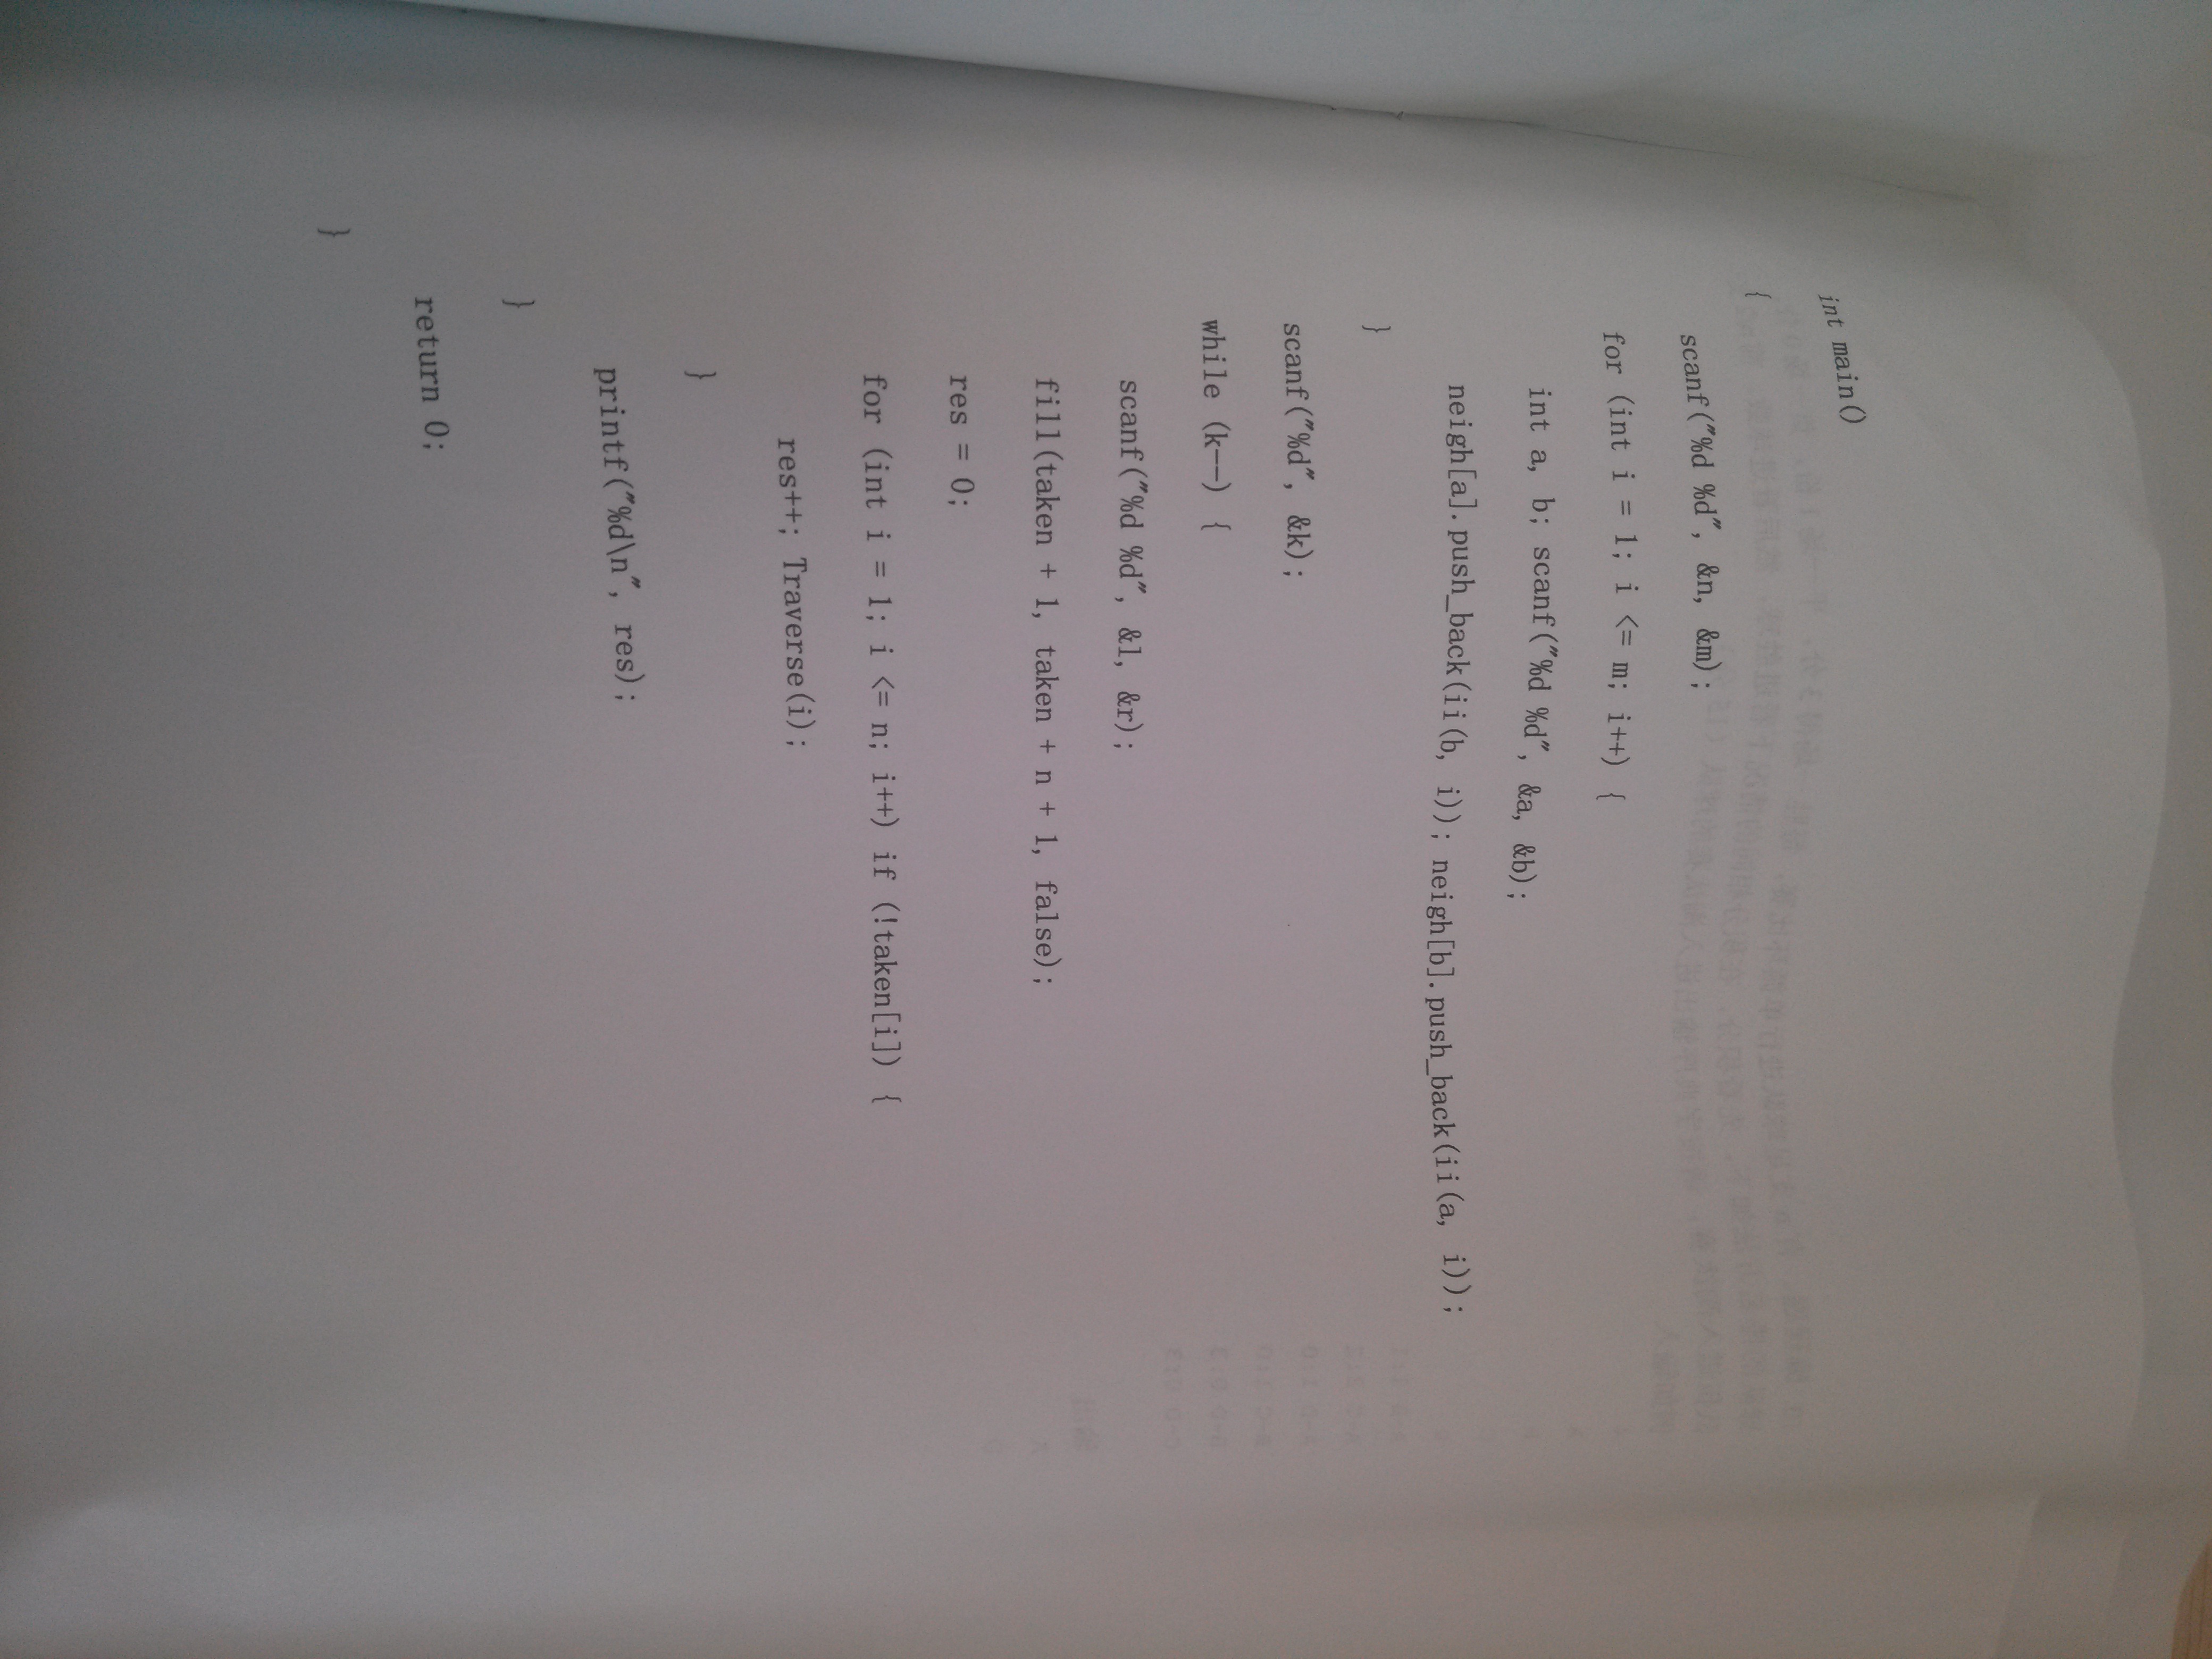 int main()
{
scanf("%d %d", &n, &m);
for (int i = 1; i <= m; i++) {
int a, b; scanf("%d %d", &a, &b);
neigh[a].push_back(ii(b, i)); neigh[b].push_back(ii(a, i));
}
scanf("%d", &k);
while (k--) {
scanf("%d %d", &l, &r);
fill(taken + 1, taken + n + 1, false);
res = 0;
for (int i = 1; i <= n; i++) if (!taken[i]) {
res++; Traverse(i);
}
printf("%d\n", res);
}
return 0;
}